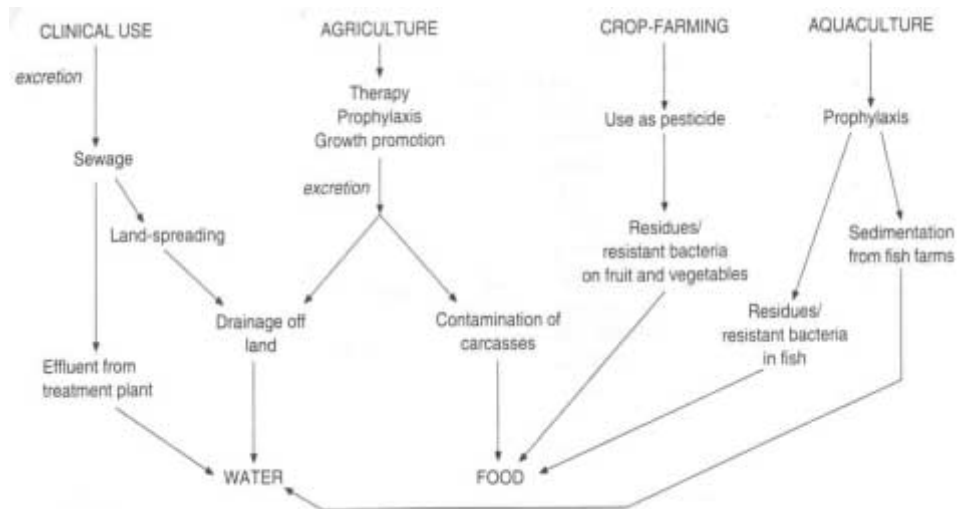 CLINICAL USE
AGRICULTURE
CROP-FARMING
AQUACULTURE
excretion
Therapy
Prophylaxis
Growth promotion
Use as pesticide
Prophylaxis
Sewage
excretion
Land-spreading
Residues/
resistant bacteria
on fruit and vegetables
Sedimentation
from fish farms
Drainage off
land
Contamination of
carcasses
Residues/
resistant bacteria
in fish
Effluent from
treatment plant
WATER
FOOD